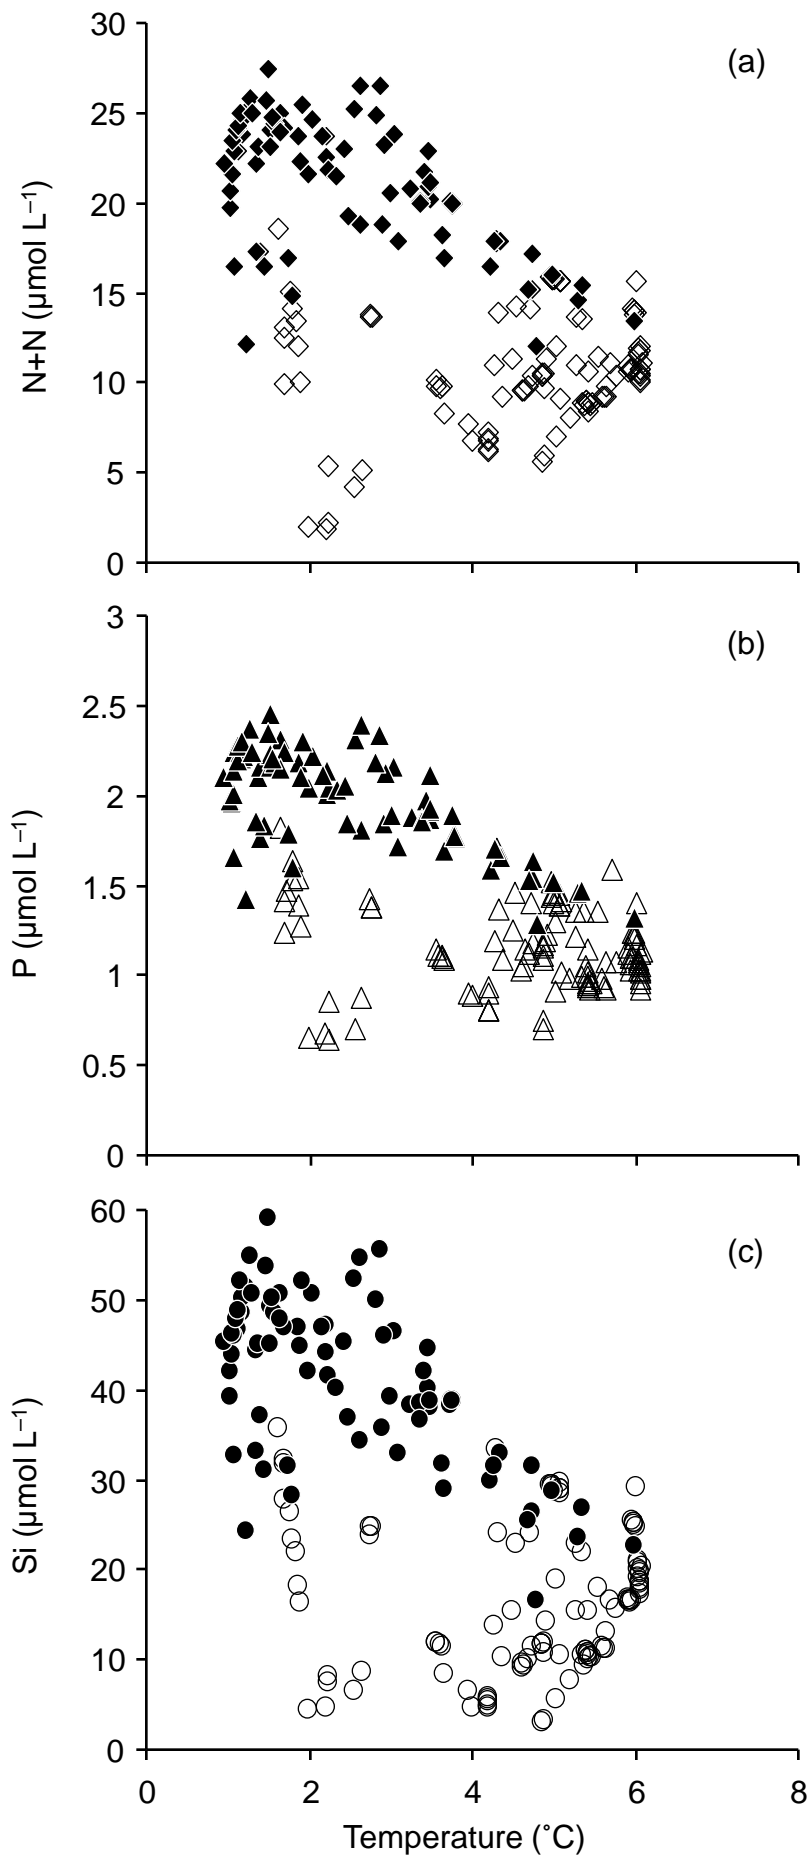 (a)
30
25
20
15
10
5
0
N+N (µmol L⁻¹)
(b)
3
2.5
2
1.5
1
0.5
0
P (µmol L⁻¹)
(c)
60
50
40
30
20
10
0
Si (µmol L⁻¹)
0 2 4 6 8
Temperature (˚C)